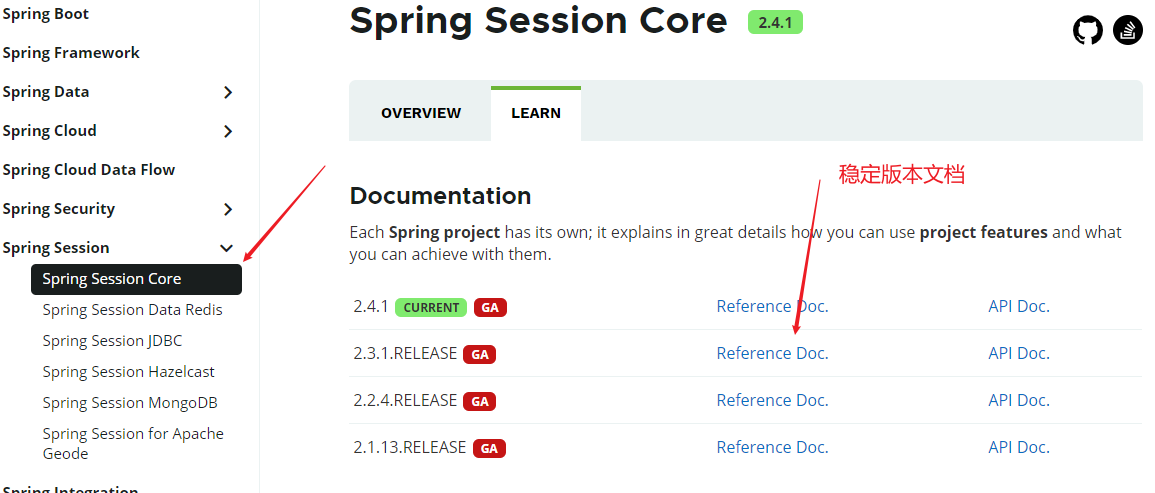 Spring Boot
Spring Framework
Spring Data
Spring Cloud
Spring Cloud Data Flow
Spring Security
Spring Session
Spring Session Core
Spring Session Data Redis
Spring Session JDBC
Spring Session Hazelcast
Spring Session MongoDB
Spring Session for Apache
Geode
Spring Integration
Spring Session Core 2.4.1
OVERVIEW LEARN
稳定版本文档
Documentation
Each Spring project has its own; it explains in great details how you can use project features and what
you can achieve with them.
2.4.1 CURRENT GA Reference Doc. API Doc.
2.3.1.RELEASE GA Reference Doc. API Doc.
2.2.4.RELEASE GA Reference Doc. API Doc.
2.1.13.RELEASE GA Reference Doc. API Doc.